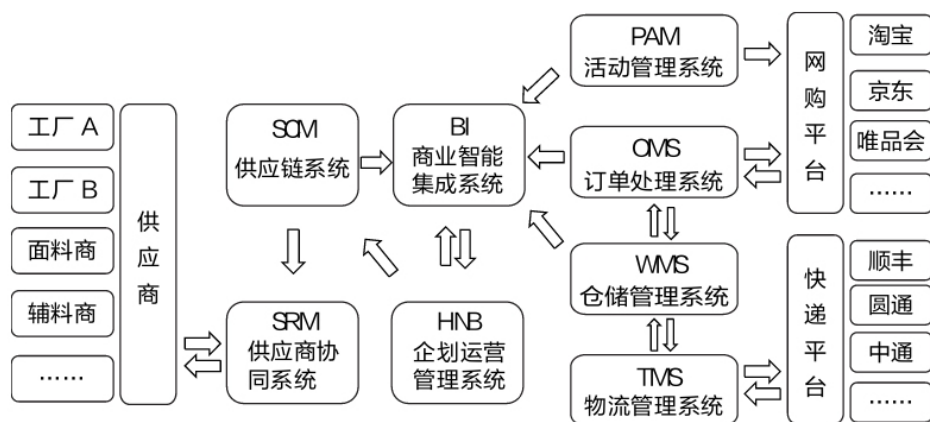 工厂 A
工厂 B
面料商
辅料商
……
供应商
SCM
供应链系统
SRM
供应商协
同系统
BI
商业智能
集成系统
HNB
企划运营
管理系统
PAM
活动管理系统
OMS
订单处理系统
WMS
仓储管理系统
TMS
物流管理系统
网购平台
淘宝
京东
唯品会
……
快递平台
顺丰
圆通
中通
……